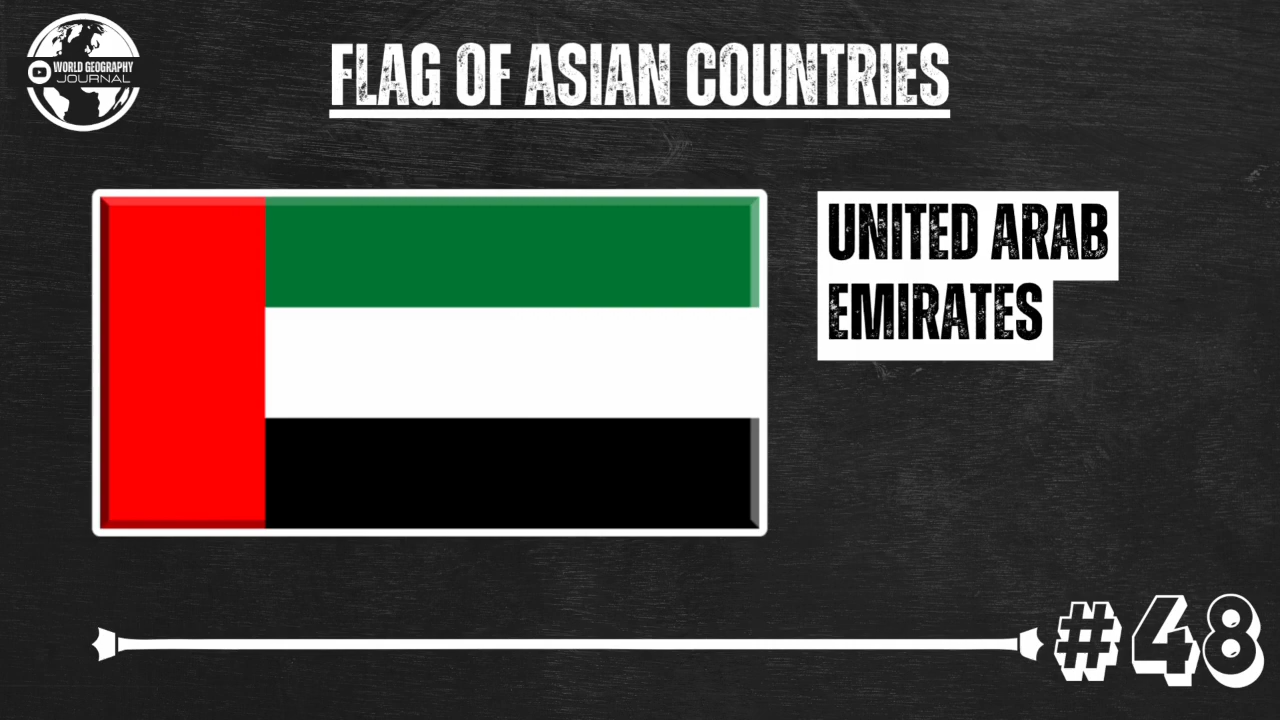 WORLD GEOGRAPHY
JOURNAL
FLAG OF ASIAN COUNTRIES
UNITED ARAB
EMIRATES
#48